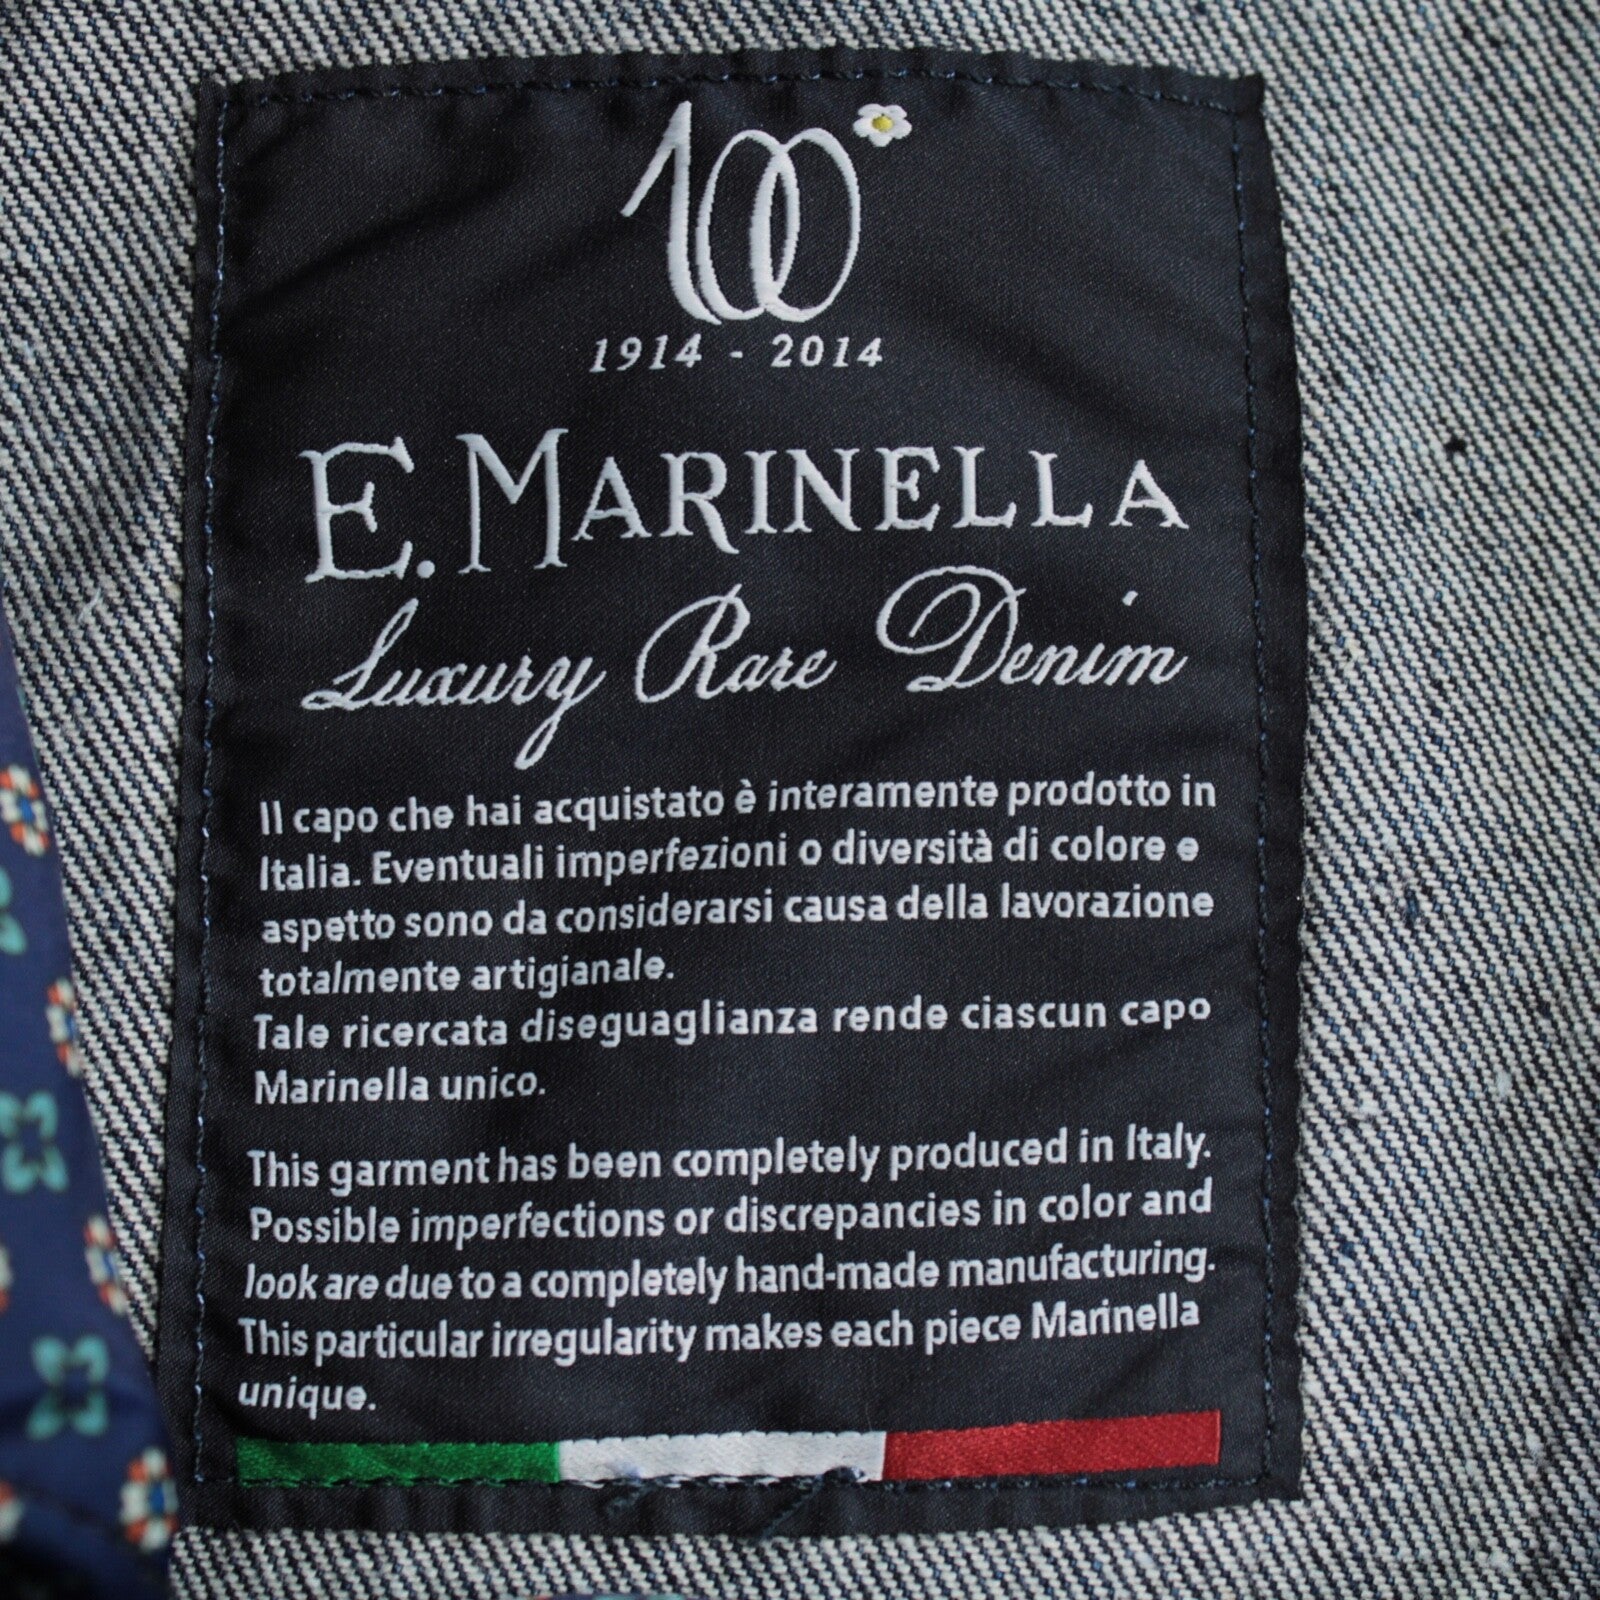 100
1914 - 2014
E. MARINELLA
Luxury Rare Denim
Il capo che hai acquistato è interamente prodotto in
Italia. Eventuali imperfezioni o diversità di colore e
aspetto sono da considerarsi causa della lavorazione
totalmente artigianale.
Tale ricercata diseguaglianza rende ciascun capo
Marinella unico.
This garment has been completely produced in Italy.
Possible imperfections or discrepancies in color and
look are due to a completely hand-made manufacturing.
This particular irregularity makes each piece Marinella
unique.